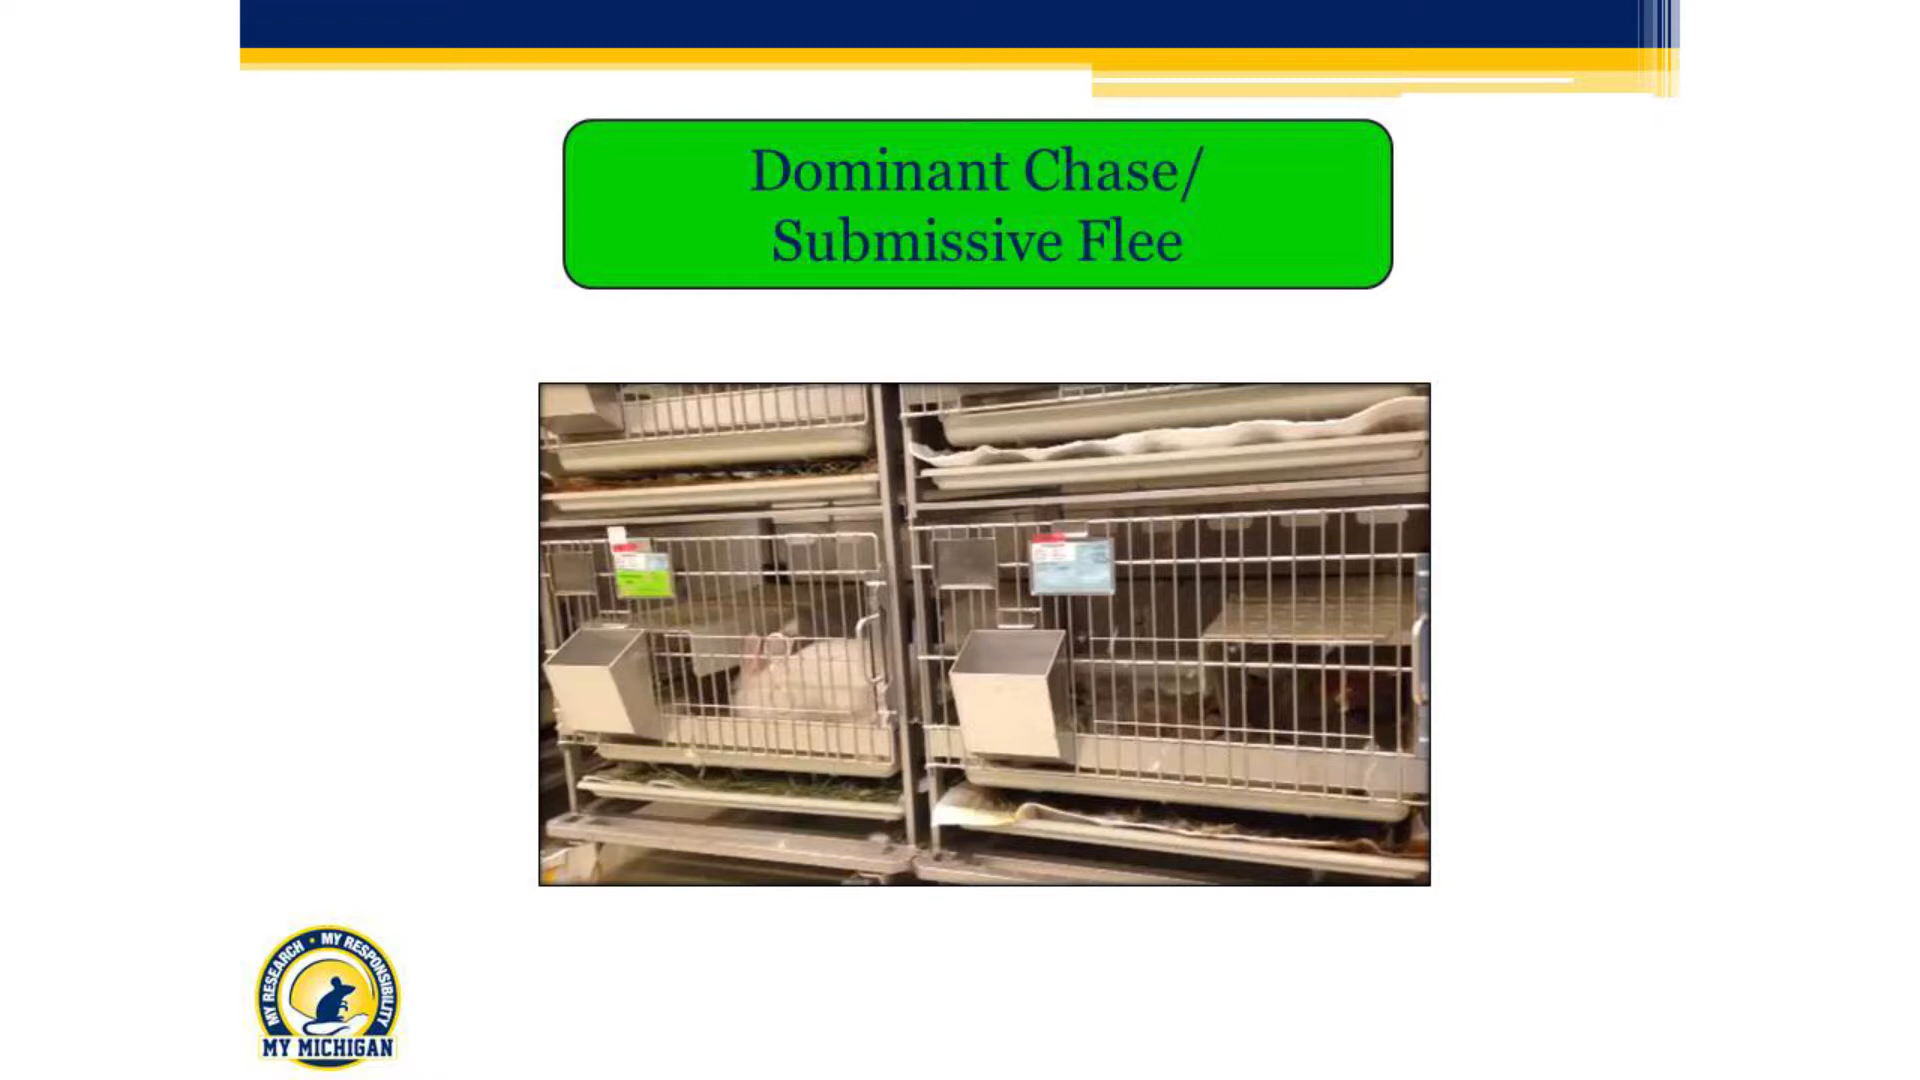 Dominant Chase/
Submissive Flee
MY RESEARCH • MY RESPONSIBILITY
MY MICHIGAN